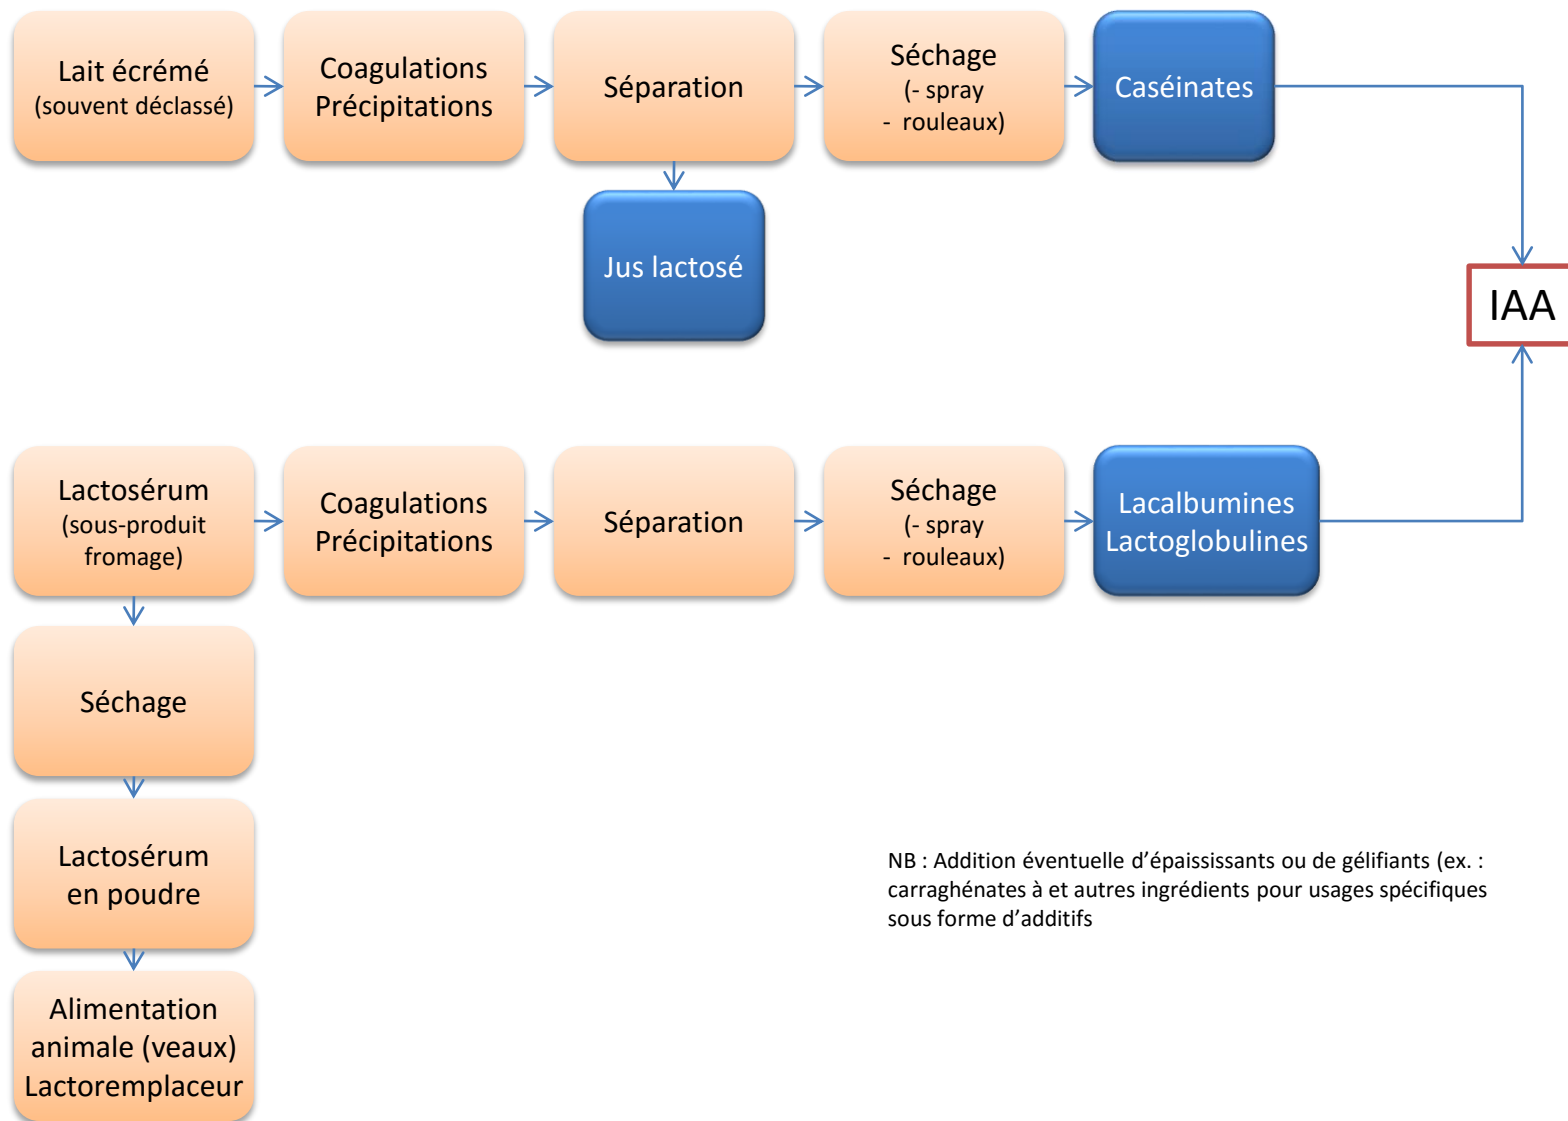 Lait écrémé
(souvent déclassé)
Coagulations
Précipitations
Séparation
Séchage
(- spray
- rouleaux)
Caséinates
Jus lactosé
IAA
Lactosérum
(sous-produit
fromage)
Coagulations
Précipitations
Séparation
Séchage
(- spray
- rouleaux)
Lacalbumines
Lactoglobulines
Séchage
Lactosérum
en poudre
Alimentation
animale (veaux)
Lactoremplaceur
NB : Addition éventuelle d’épaississants ou de gélifiants (ex. :
carraghénates à et autres ingrédients pour usages spécifiques
sous forme d’additifs